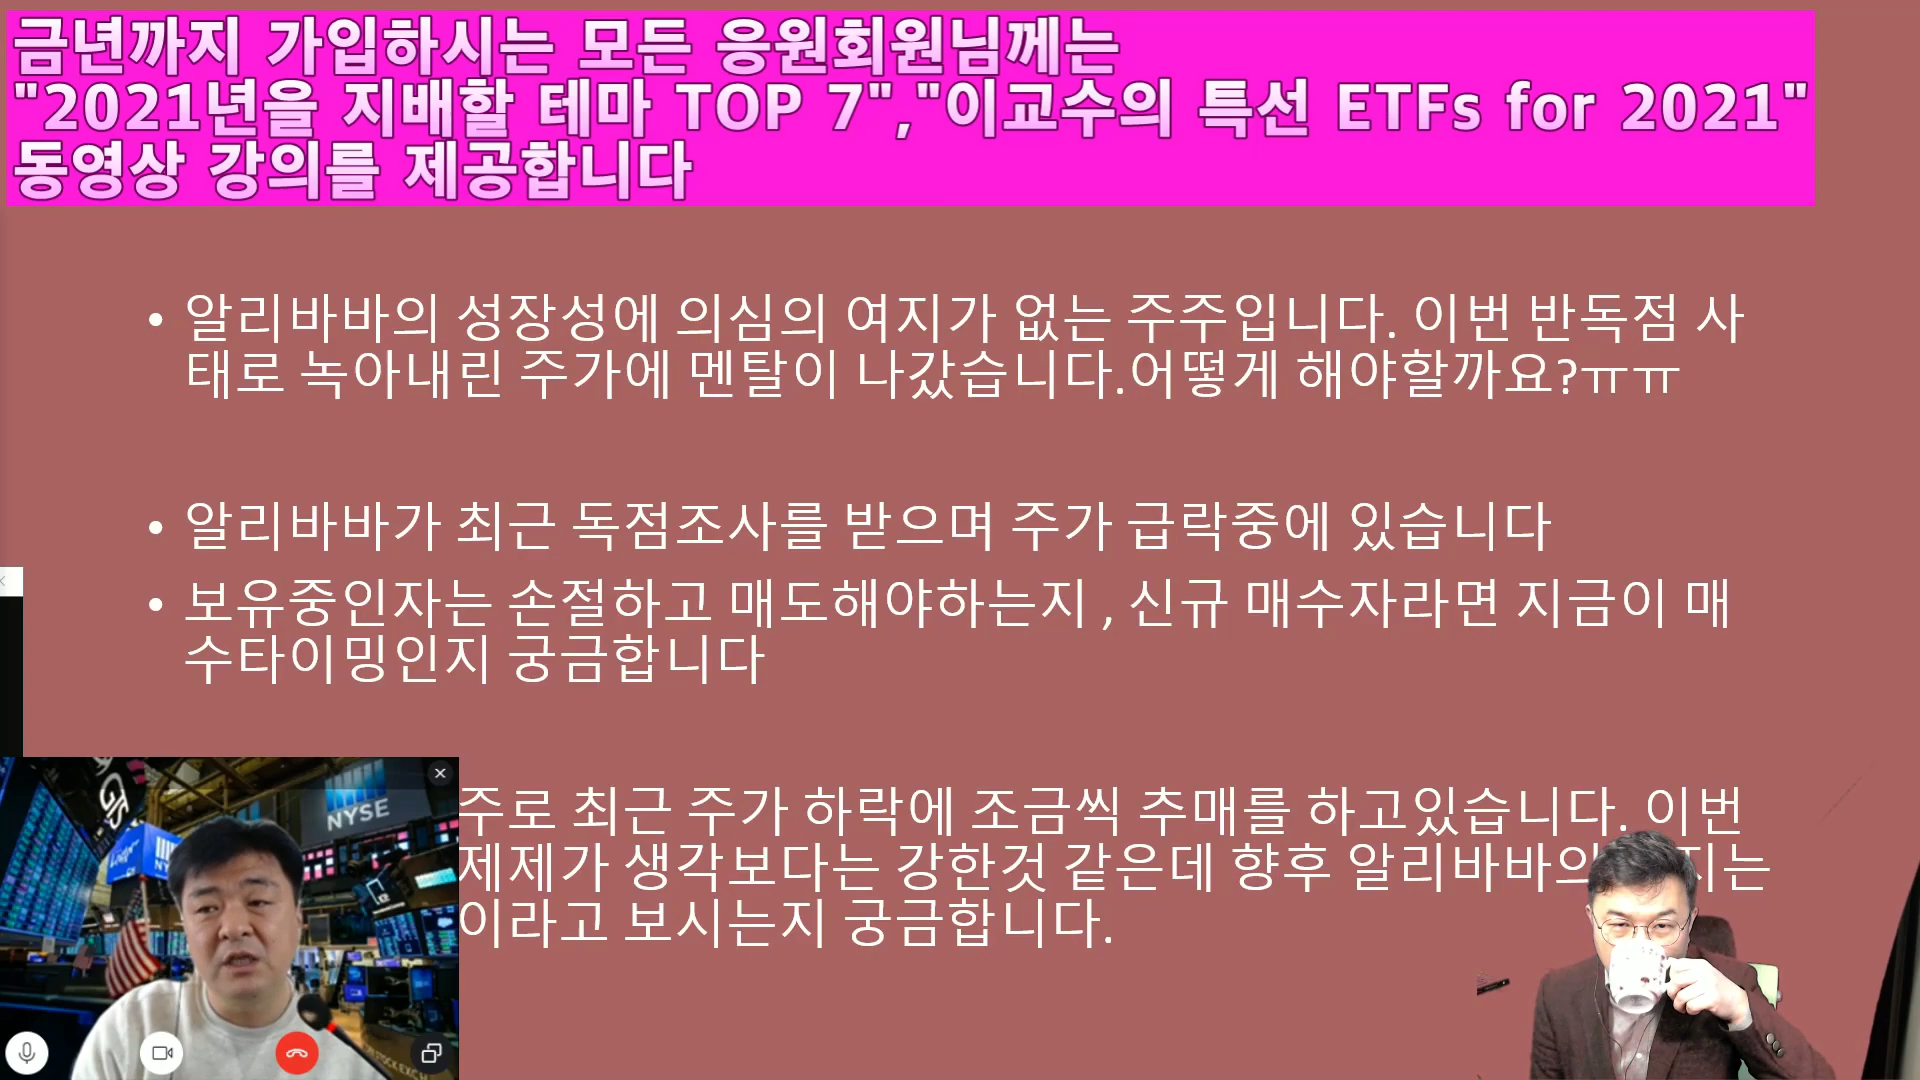 금년까지 가입하시는 모든 응원회원님께는
"2021년을 지배할 테마 TOP 7","이교수의 특선 ETFs for 2021"
동영상 강의를 제공합니다
• 알리바바의 성장성에 의심의 여지가 없는 주주입니다. 이번 반독점 사
태로 녹아내린 주가에 멘탈이 나갔습니다.어떻게 해야할까요?ㅠㅠ
• 알리바바가 최근 독점조사를 받으며 주가 급락중에 있습니다
• 보유중인자는 손절하고 매도해야하는지 , 신규 매수자라면 지금이 매
수타이밍인지 궁금합니다
주로 최근 주가 하락에 조금씩 추매를 하고있습니다. 이번
제제가 생각보다는 강한것 같은데 향후 알리바바의 지는
이라고 보시는지 궁금합니다.
NYSE